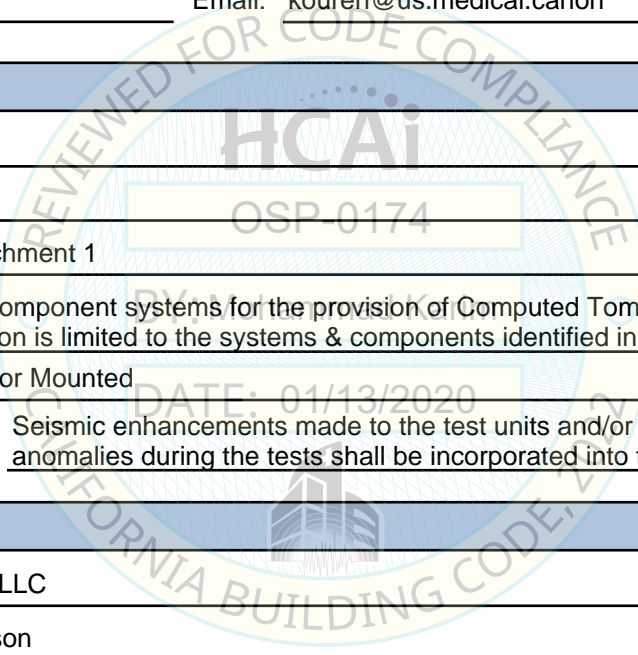 Email: kouren@us.medical.canon
REVIEWED FOR CODE COMPLIANCE
HCAi
OSP-0174
chment 1
omponent systems for the provision of Computed Tom
BY: Mohammad Karim
on is limited to the systems & components identified in
or Mounted
DATE: 01/13/2020
Seismic enhancements made to the test units and/or
anomalies during the tests shall be incorporated into
CALIFORNIA BUILDING CODE, 2022
LLC
son